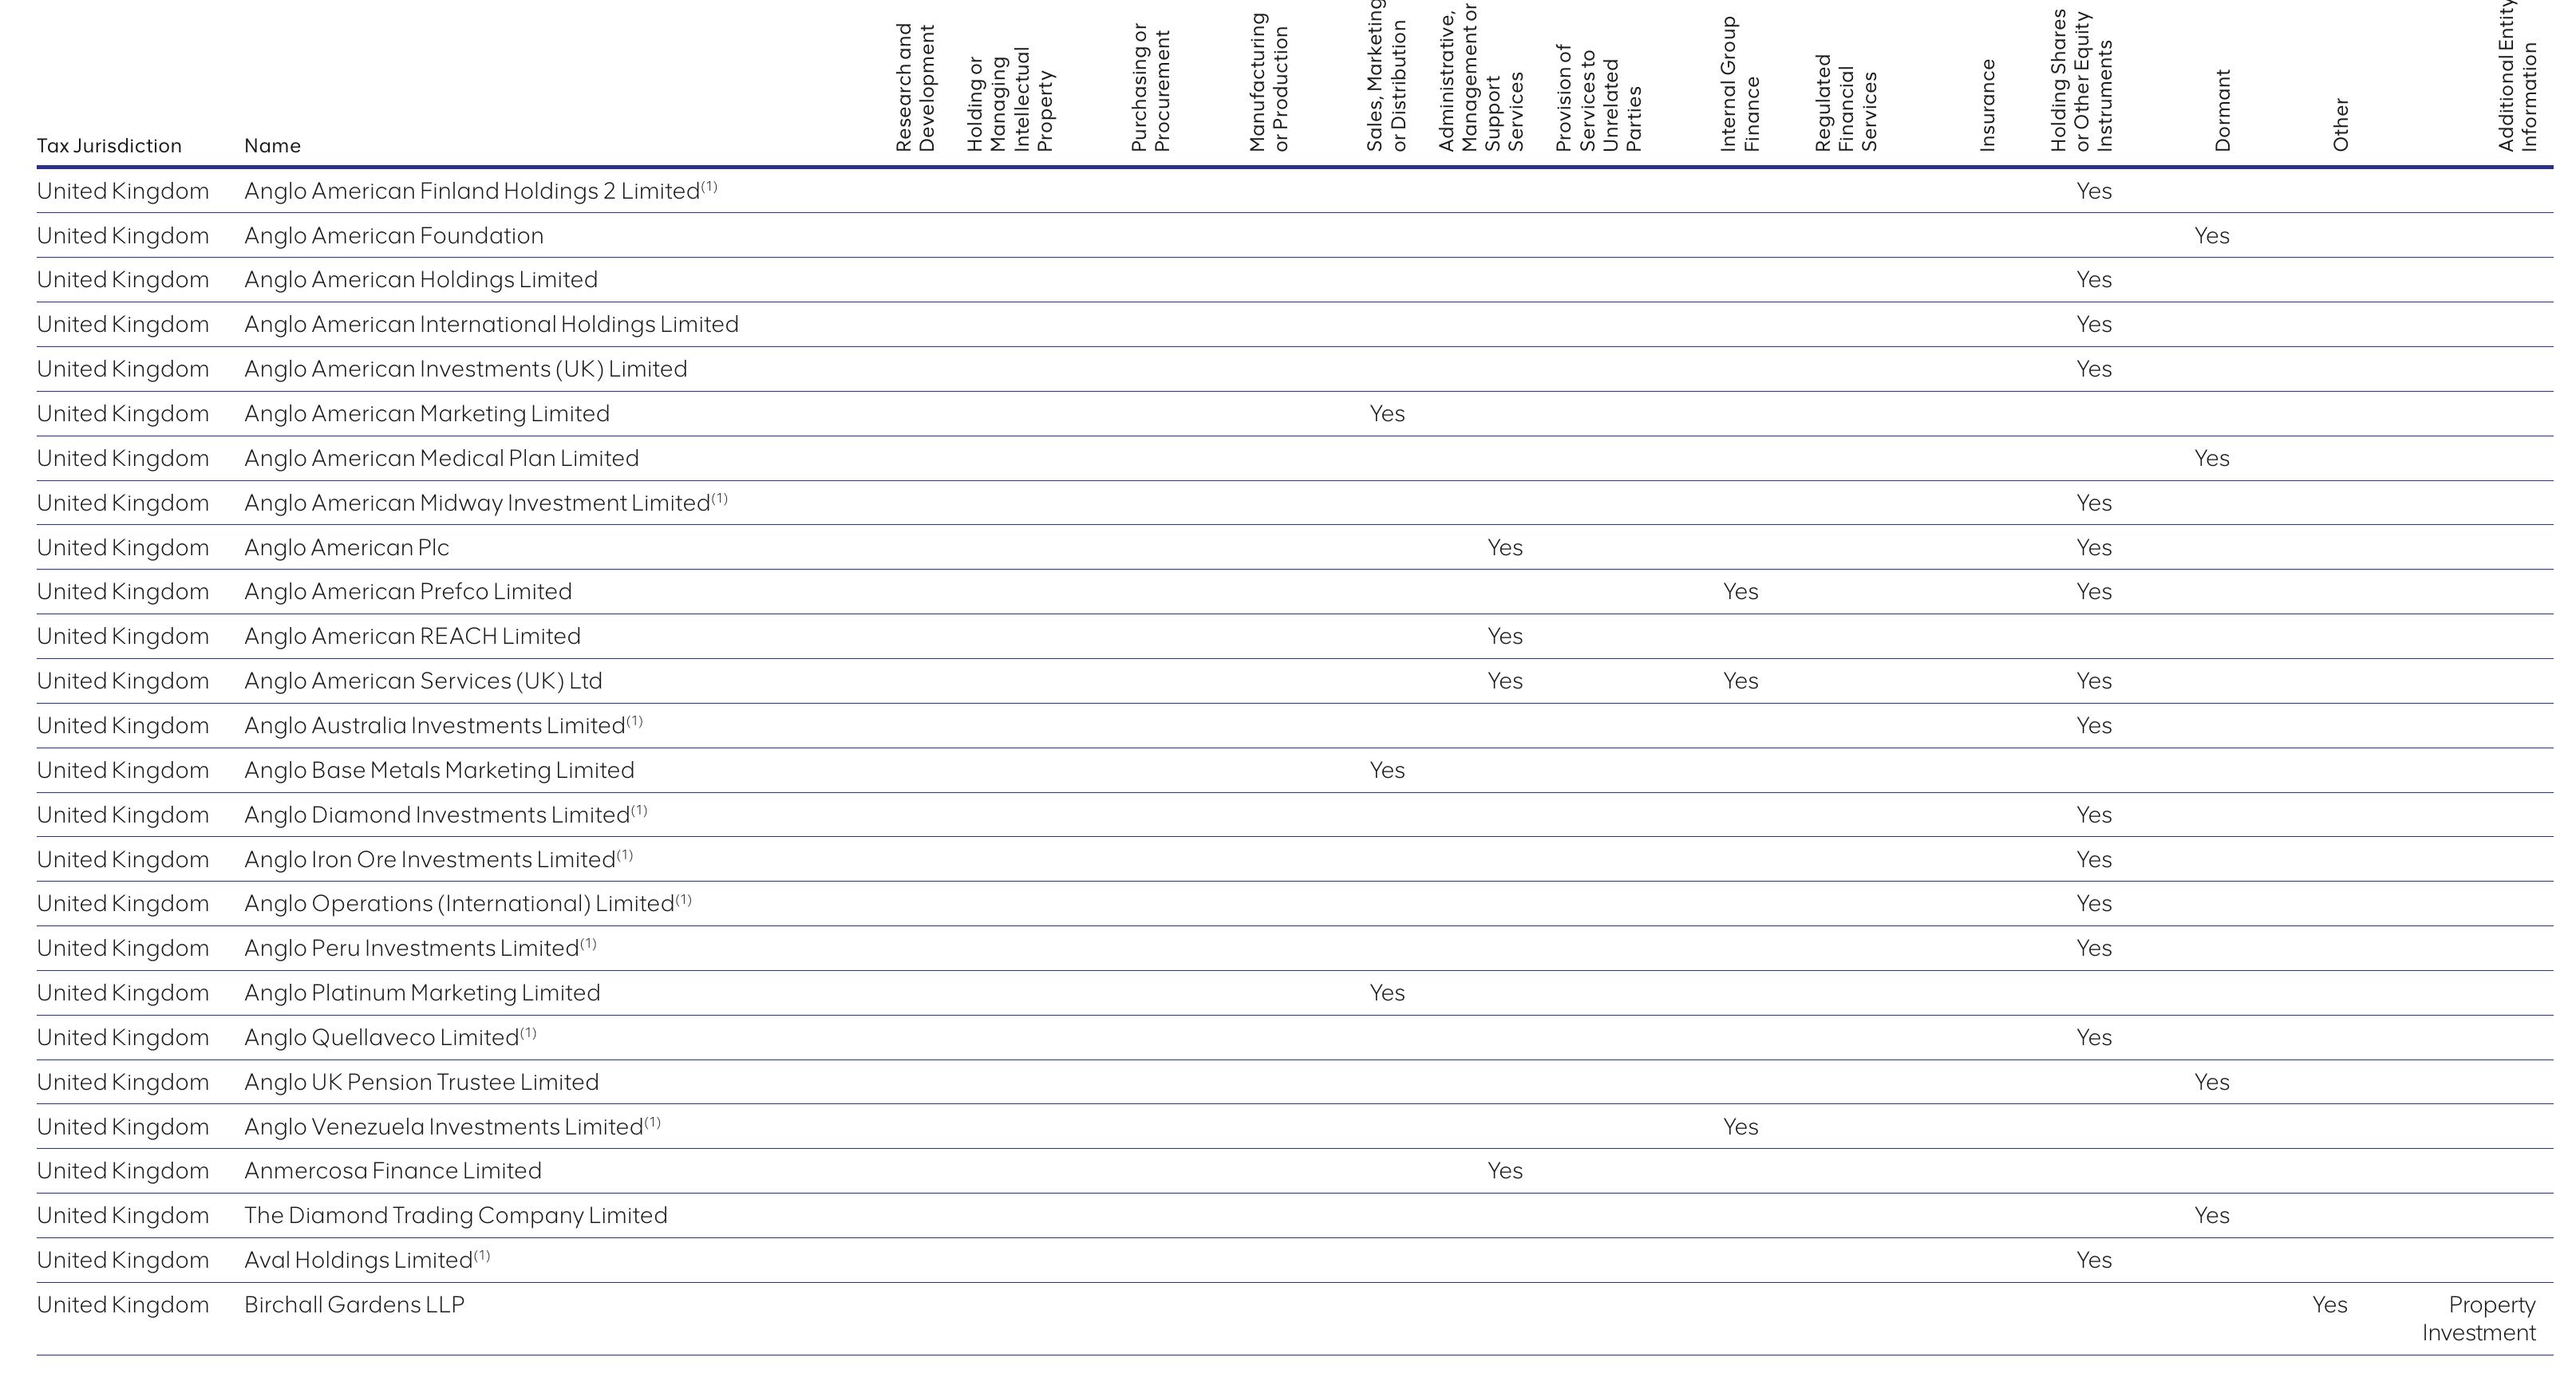 Tax Jurisdiction Name Research and Development Holding or Managing Intellectual Property Purchasing or Procurement Manufacturing or Production Sales, Marketing or Distribution Administrative, Management or Support Services Provision of Services to Unrelated Parties Internal Group Finance Regulated Financial Services Insurance Holding Shares or Other Equity Instruments Dormant Other Additional Entity Information
United Kingdom Anglo American Finland Holdings 2 Limited(1) Yes
United Kingdom Anglo American Foundation Yes
United Kingdom Anglo American Holdings Limited Yes
United Kingdom Anglo American International Holdings Limited Yes
United Kingdom Anglo American Investments (UK) Limited Yes
United Kingdom Anglo American Marketing Limited Yes
United Kingdom Anglo American Medical Plan Limited Yes
United Kingdom Anglo American Midway Investment Limited(1) Yes
United Kingdom Anglo American Plc Yes Yes
United Kingdom Anglo American Prefco Limited Yes Yes
United Kingdom Anglo American REACH Limited Yes
United Kingdom Anglo American Services (UK) Ltd Yes Yes Yes
United Kingdom Anglo Australia Investments Limited(1) Yes
United Kingdom Anglo Base Metals Marketing Limited Yes
United Kingdom Anglo Diamond Investments Limited(1) Yes
United Kingdom Anglo Iron Ore Investments Limited(1) Yes
United Kingdom Anglo Operations (International) Limited(1) Yes
United Kingdom Anglo Peru Investments Limited(1) Yes
United Kingdom Anglo Platinum Marketing Limited Yes
United Kingdom Anglo Quellaveco Limited(1) Yes
United Kingdom Anglo UK Pension Trustee Limited Yes
United Kingdom Anglo Venezuela Investments Limited(1) Yes
United Kingdom Anmercosa Finance Limited Yes
United Kingdom The Diamond Trading Company Limited Yes
United Kingdom Aval Holdings Limited(1) Yes
United Kingdom Birchall Gardens LLP Yes Property
Investment